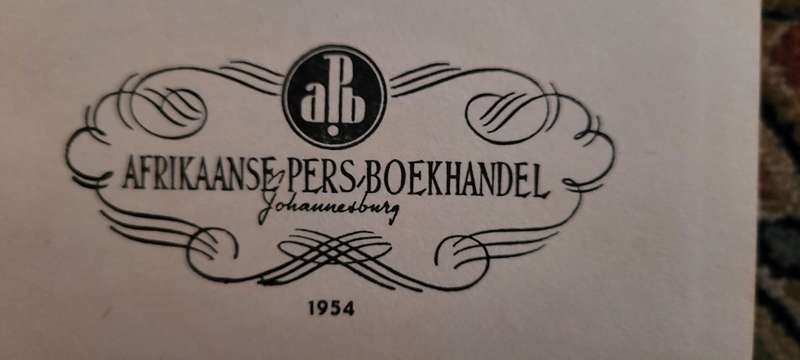 aPb
AFRIKAANSE-PERS-BOEKHANDEL
Johannesburg
1954